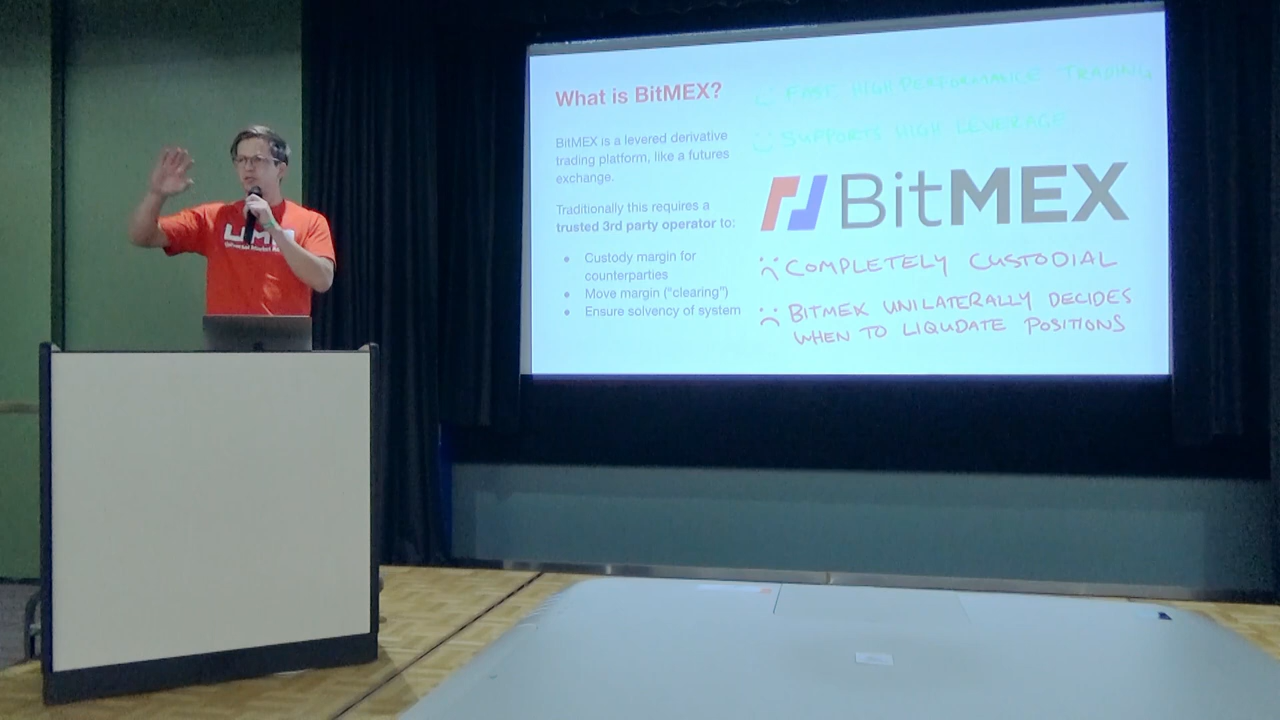 UMA
What is BitMEX?
BitMEX is a levered derivative
trading platform, like a futures
exchange.
Traditionally this requires a
trusted 3rd party operator to:
Custody margin for
counterparties
Move margin ("clearing")
Ensure solvency of system
FAST, HIGH PERFORMANCE TRADING
SUPPORTS HIGH LEVERAGE
BitMEX
COMPLETELY CUSTODIAL
BITMEX UNILATERALLY DECIDES
WHEN TO LIQUDATE POSITIONS